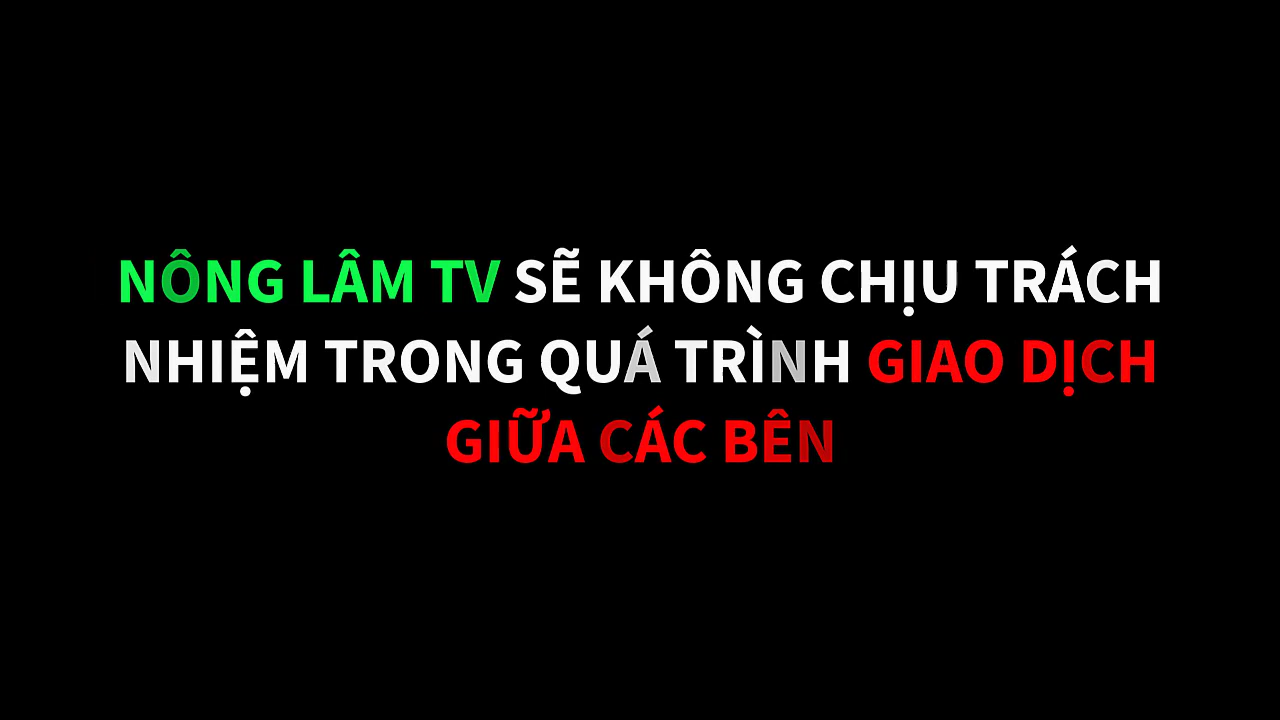 NÔNG LÂM TV SẼ KHÔNG CHỊU TRÁCH
NHIỆM TRONG QUÁ TRÌNH GIAO DỊCH
GIỮA CÁC BÊN